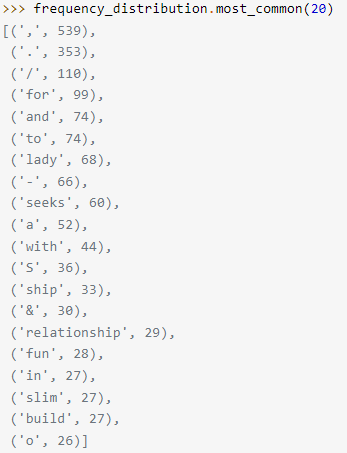 >>> frequency_distribution.most_common(20)
[(',', 539),
('.', 353),
('/', 110),
('for', 99),
('and', 74),
('to', 74),
('lady', 68),
('-', 66),
('seeks', 60),
('a', 52),
('with', 44),
('S', 36),
('ship', 33),
('&', 30),
('relationship', 29),
('fun', 28),
('in', 27),
('slim', 27),
('build', 27),
('o', 26)]